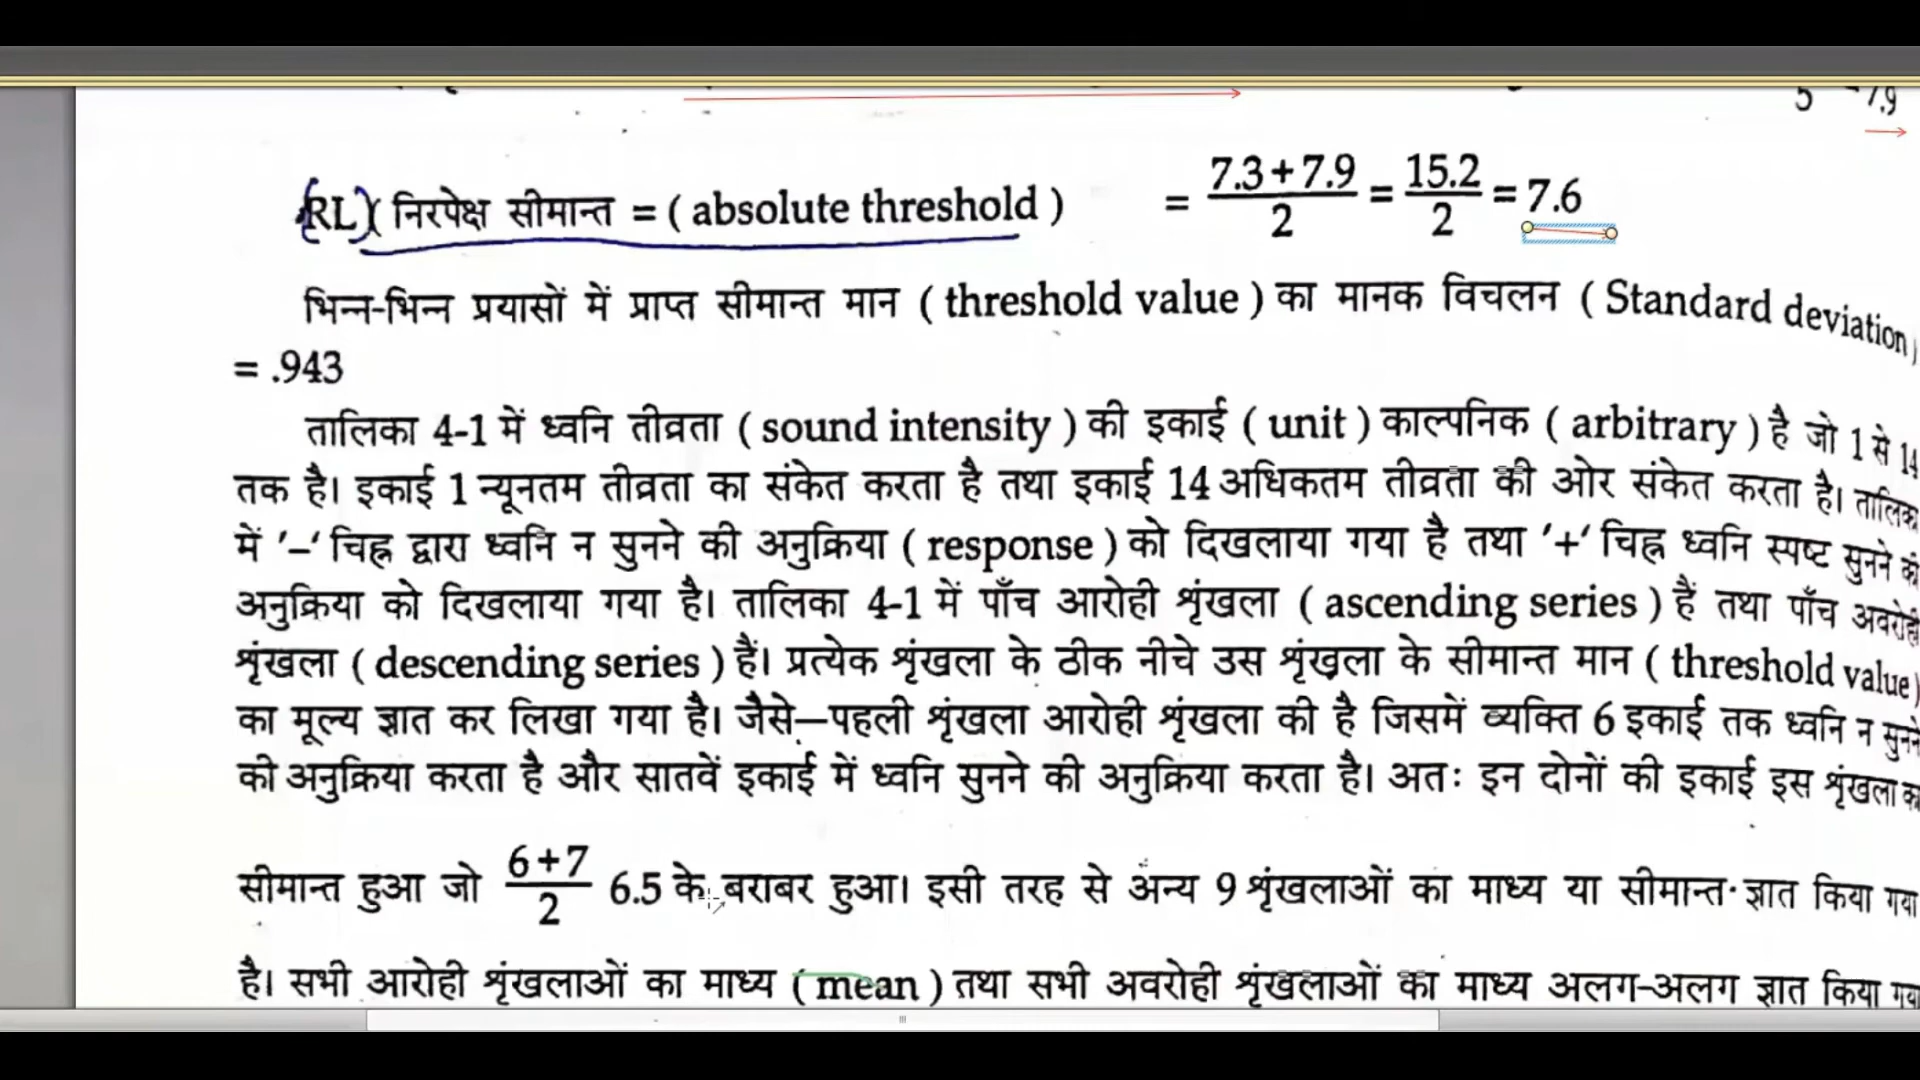 5 7.9
(RL) ( निरपेक्ष सीमान्त = ( absolute threshold ) = 7.3+7.9 / 2 = 15.2 / 2 = 7.6
भिन्न-भिन्न प्रयासों में प्राप्त सीमान्त मान ( threshold value ) का मानक विचलन ( Standard deviation )
= .943
तालिका 4-1 में ध्वनि तीव्रता ( sound intensity ) की इकाई ( unit ) काल्पनिक ( arbitrary ) है जो 1 से 14
तक है। इकाई 1 न्यूनतम तीव्रता का संकेत करता है तथा इकाई 14 अधिकतम तीव्रता की ओर संकेत करता है। तालिका
में '–' चिह्न द्वारा ध्वनि न सुनने की अनुक्रिया ( response ) को दिखलाया गया है तथा '+' चिह्न ध्वनि स्पष्ट सुनने की
अनुक्रिया को दिखलाया गया है। तालिका 4-1 में पाँच आरोही शृंखला ( ascending series ) हैं तथा पाँच अवरोही
शृंखला ( descending series ) हैं। प्रत्येक शृंखला के ठीक नीचे उस शृंखला के सीमान्त मान ( threshold value )
का मूल्य ज्ञात कर लिखा गया है। जैसे—पहली शृंखला आरोही शृंखला की है जिसमें व्यक्ति 6 इकाई तक ध्वनि न सुनने
की अनुक्रिया करता है और सातवें इकाई में ध्वनि सुनने की अनुक्रिया करता है। अतः इन दोनों की इकाई इस शृंखला का
सीमान्त हुआ जो 6+7 / 2 6.5 के बराबर हुआ। इसी तरह से अन्य 9 शृंखलाओं का माध्य या सीमान्त ज्ञात किया गया
है। सभी आरोही शृंखलाओं का माध्य ( mean ) तथा सभी अवरोही शृंखलाओं का माध्य अलग-अलग ज्ञात किया गया